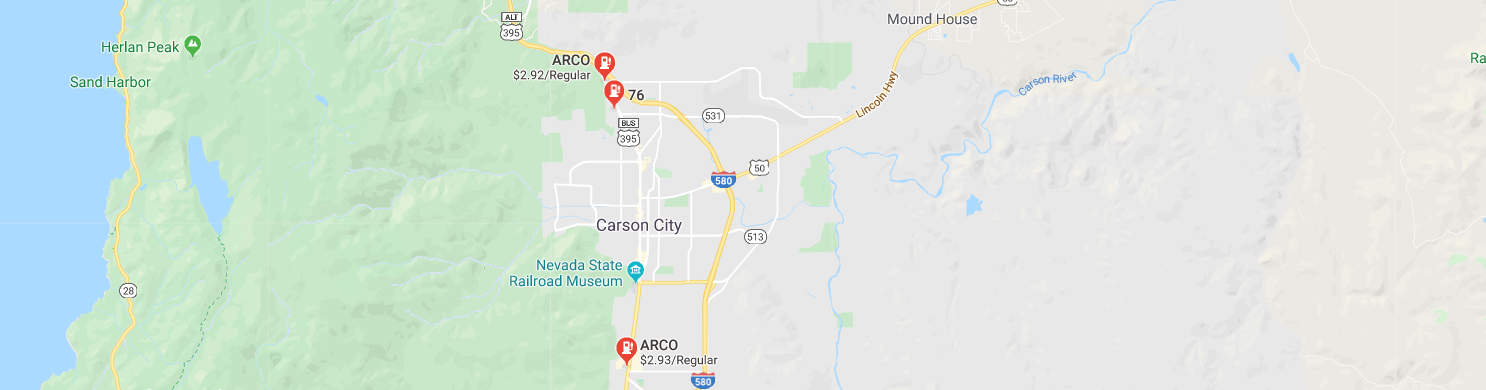 ALT
395
50
Mound House
Herlan Peak
ARCO
$2.92/Regular
Sand Harbor
Ra
Carson River
76
Lincoln Hwy
531
BUS
395
50
580
Carson City
513
Nevada State
Railroad Museum
28
ARCO
$2.93/Regular
580